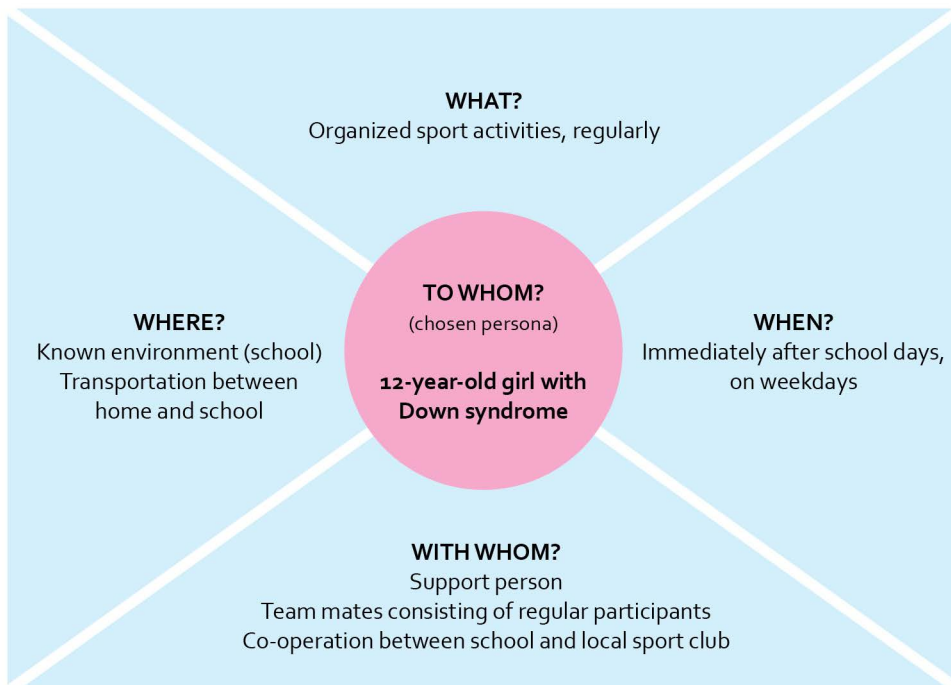 WHAT?
Organized sport activities, regularly
TO WHOM?
(chosen persona)
12-year-old girl with
Down syndrome
WHERE?
Known environment (school)
Transportation between
home and school
WHEN?
Immediately after school days,
on weekdays
WITH WHOM?
Support person
Team mates consisting of regular participants
Co-operation between school and local sport club